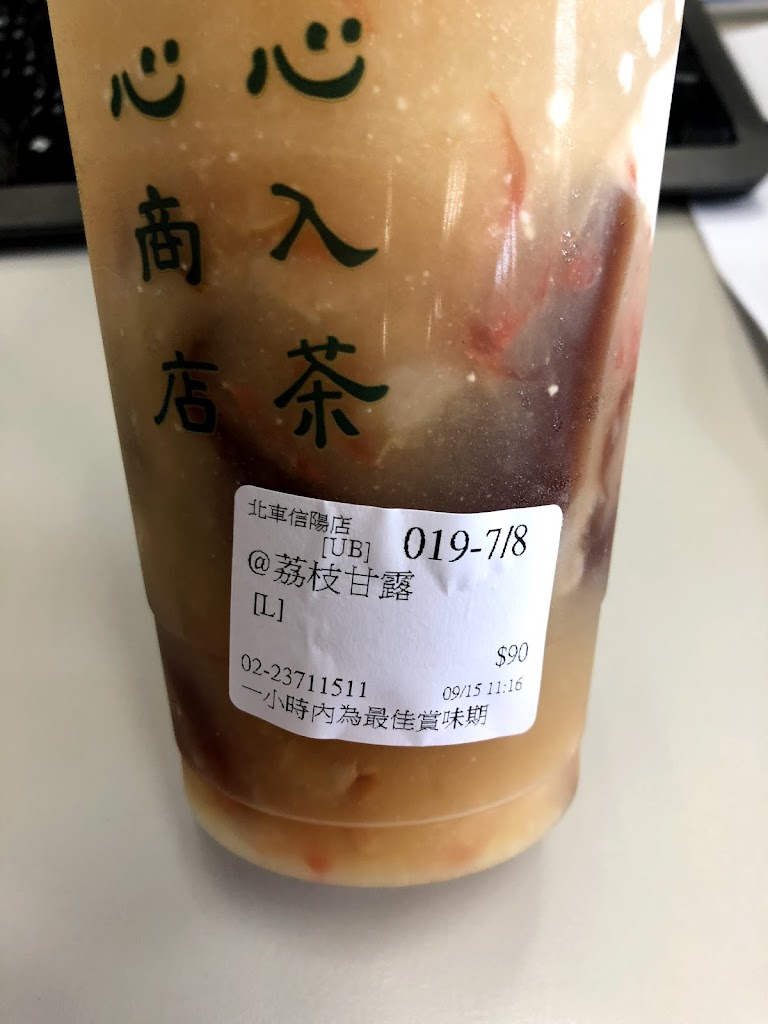 心入茶
心商店
北車信陽店
[UB]
019-7/8
@荔枝甘露
[L]
$90
02-23711511
09/15 11:16
一小時內為最佳賞味期